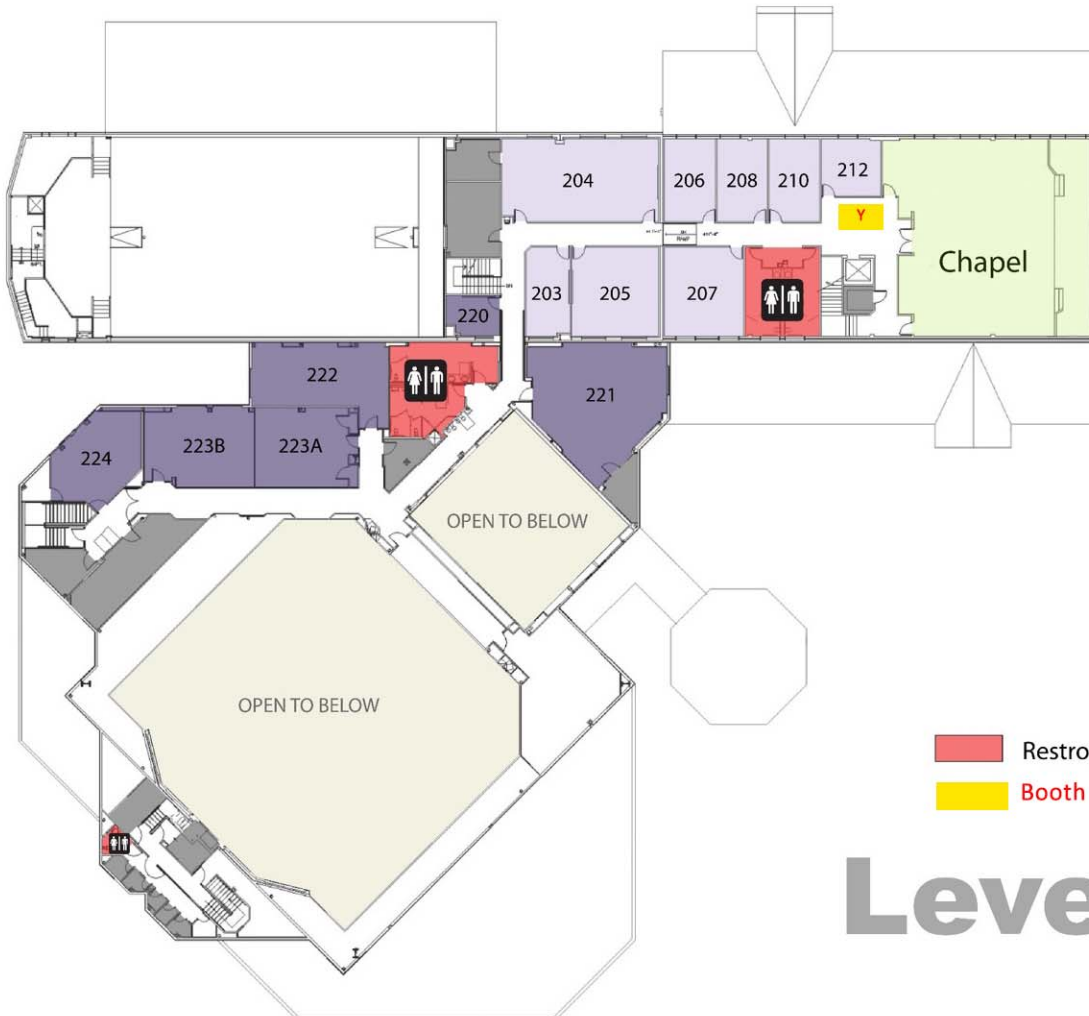 204
206
208
210
212
Y
Chapel
203
205
207
220
222
221
224
223B
223A
OPEN TO BELOW
OPEN TO BELOW
Restro
Booth
Leve